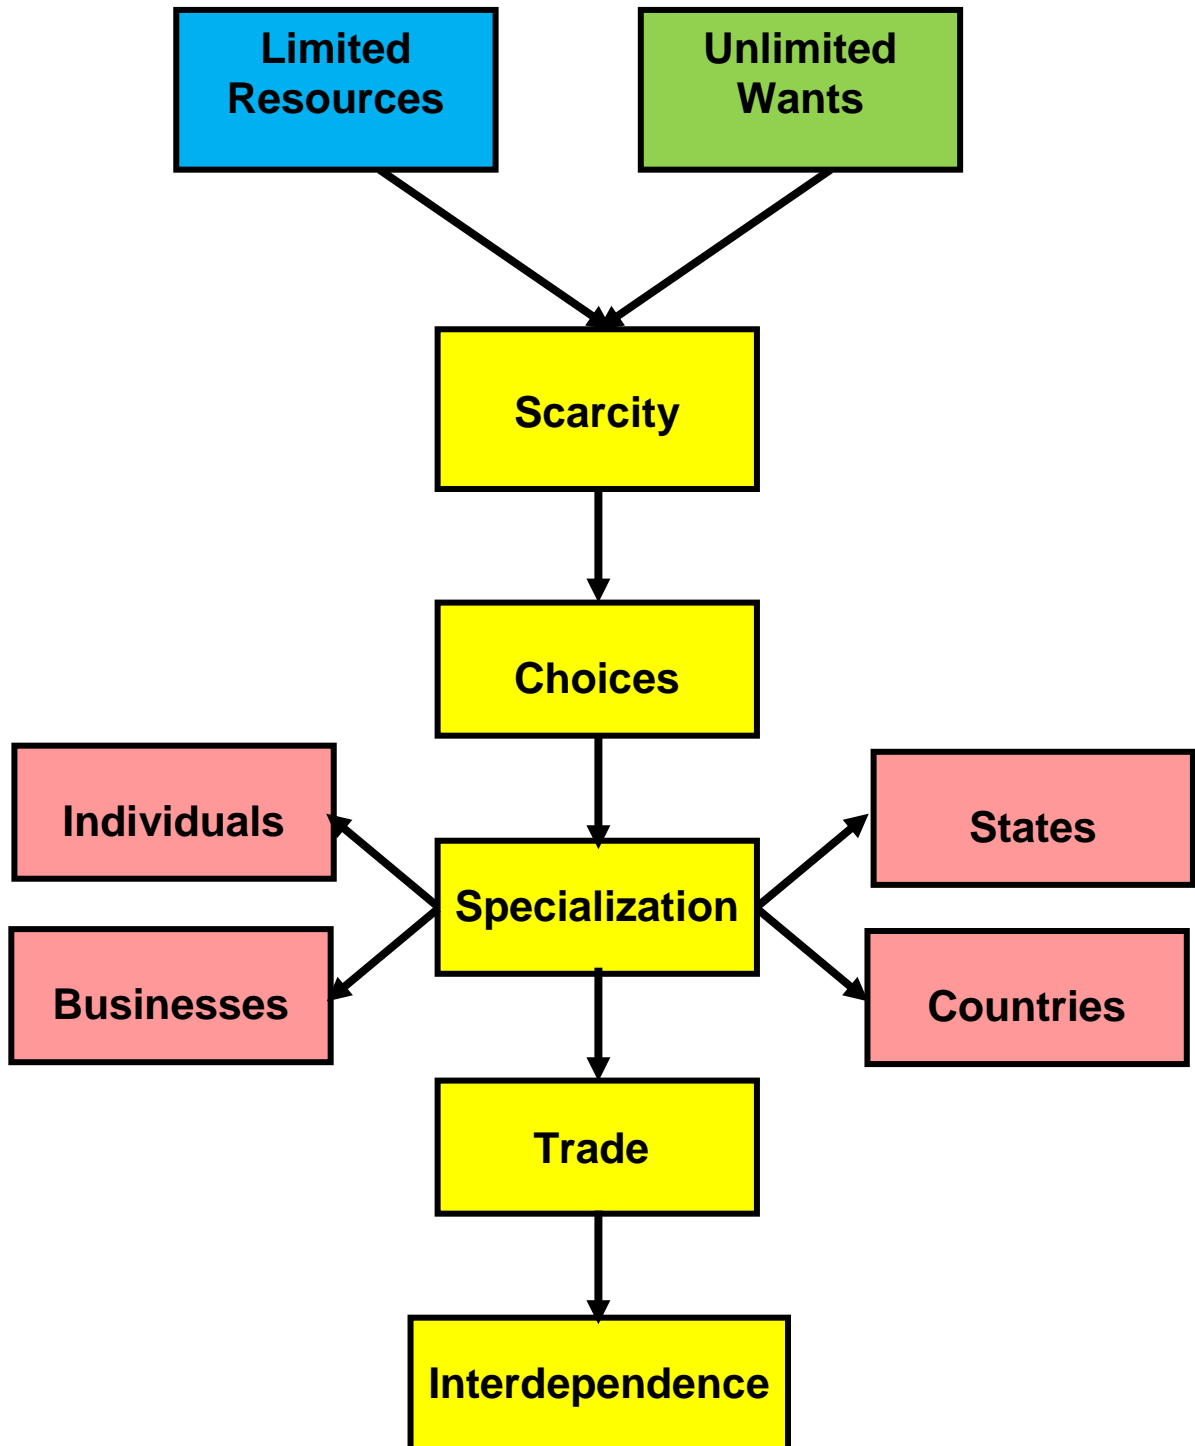 Limited
Resources
Unlimited
Wants
Scarcity
Choices
Individuals
States
Specialization
Businesses
Countries
Trade
Interdependence